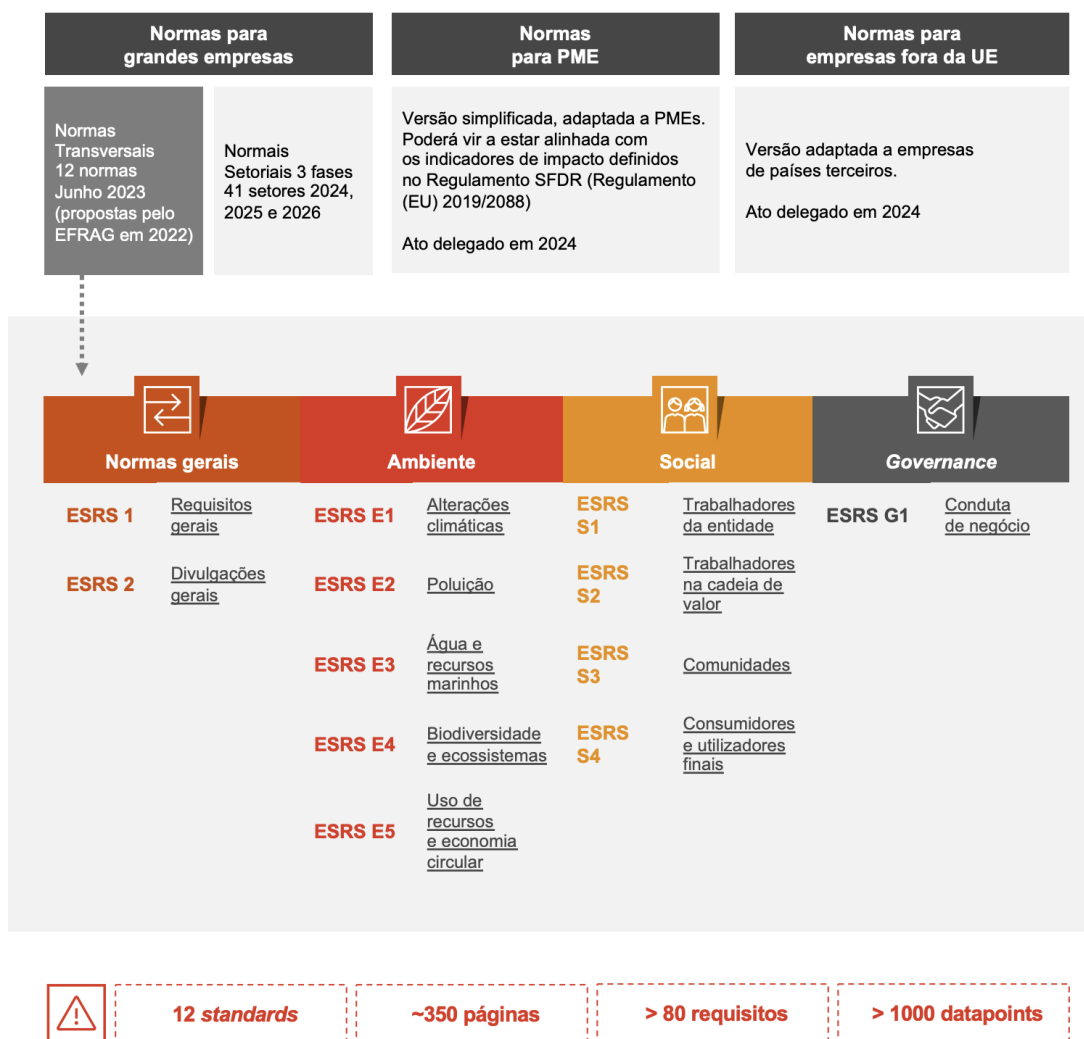 Normas para
grandes empresas
Normas
para PME
Normas para
empresas fora da UE
Normas
Transversais
12 normas
Junho 2023
(propostas pelo
EFRAG em 2022)
Normais
Setoriais 3 fases
41 setores 2024,
2025 e 2026
Versão simplificada, adaptada a PMEs.
Poderá vir a estar alinhada com
os indicadores de impacto definidos
no Regulamento SFDR (Regulamento
(EU) 2019/2088)
Ato delegado em 2024
Versão adaptada a empresas
de países terceiros.
Ato delegado em 2024
Normas gerais
ESRS 1
Requisitos
gerais
ESRS 2
Divulgações
gerais
Ambiente
ESRS E1
Alterações
climáticas
ESRS E2
Poluição
ESRS E3
Água e
recursos
marinhos
ESRS E4
Biodiversidade
e ecossistemas
ESRS E5
Uso de
recursos
e economia
circular
Social
ESRS
S1
Trabalhadores
da entidade
ESRS
S2
Trabalhadores
na cadeia de
valor
ESRS
S3
Comunidades
ESRS
S4
Consumidores
e utilizadores
finais
Governance
ESRS G1
Conduta
de negócio
12 standards
~350 páginas
> 80 requisitos
> 1000 datapoints